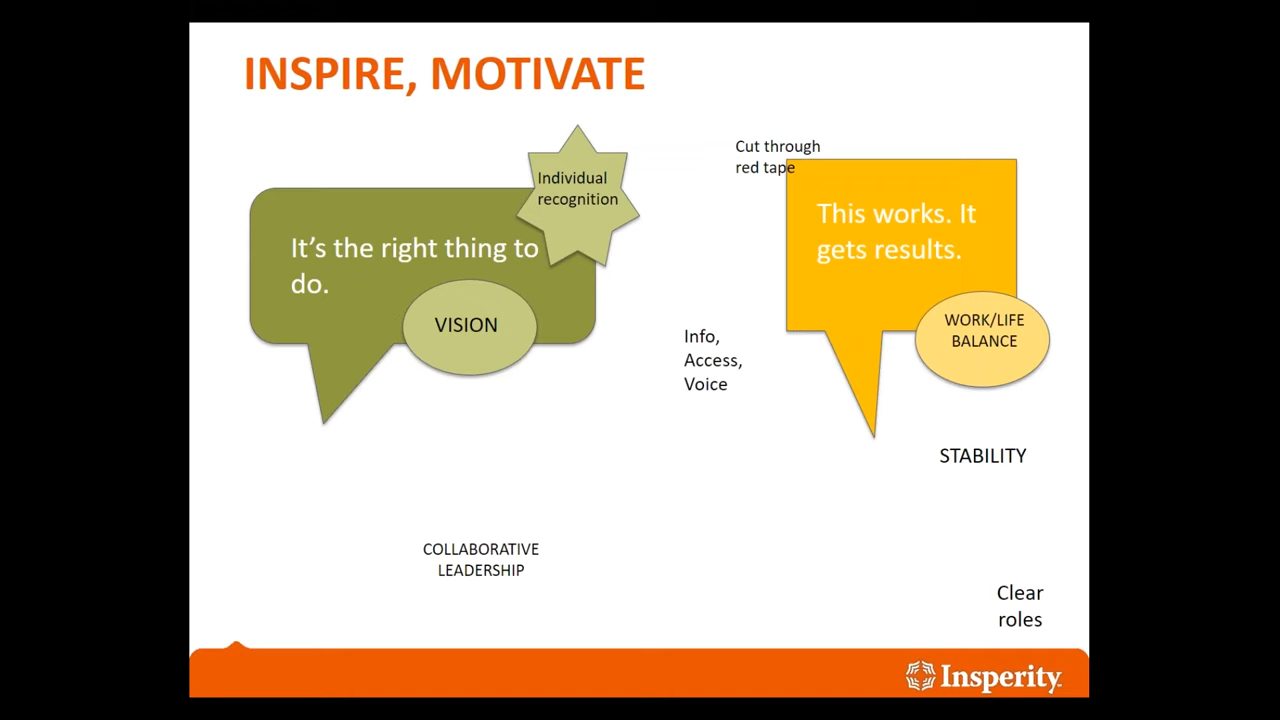 INSPIRE, MOTIVATE
Individual
recognition
It’s the right thing to
do.
VISION
Cut through
red tape
This works. It
gets results.
WORK/LIFE
BALANCE
Info,
Access,
Voice
STABILITY
COLLABORATIVE
LEADERSHIP
Clear
roles
Insperity